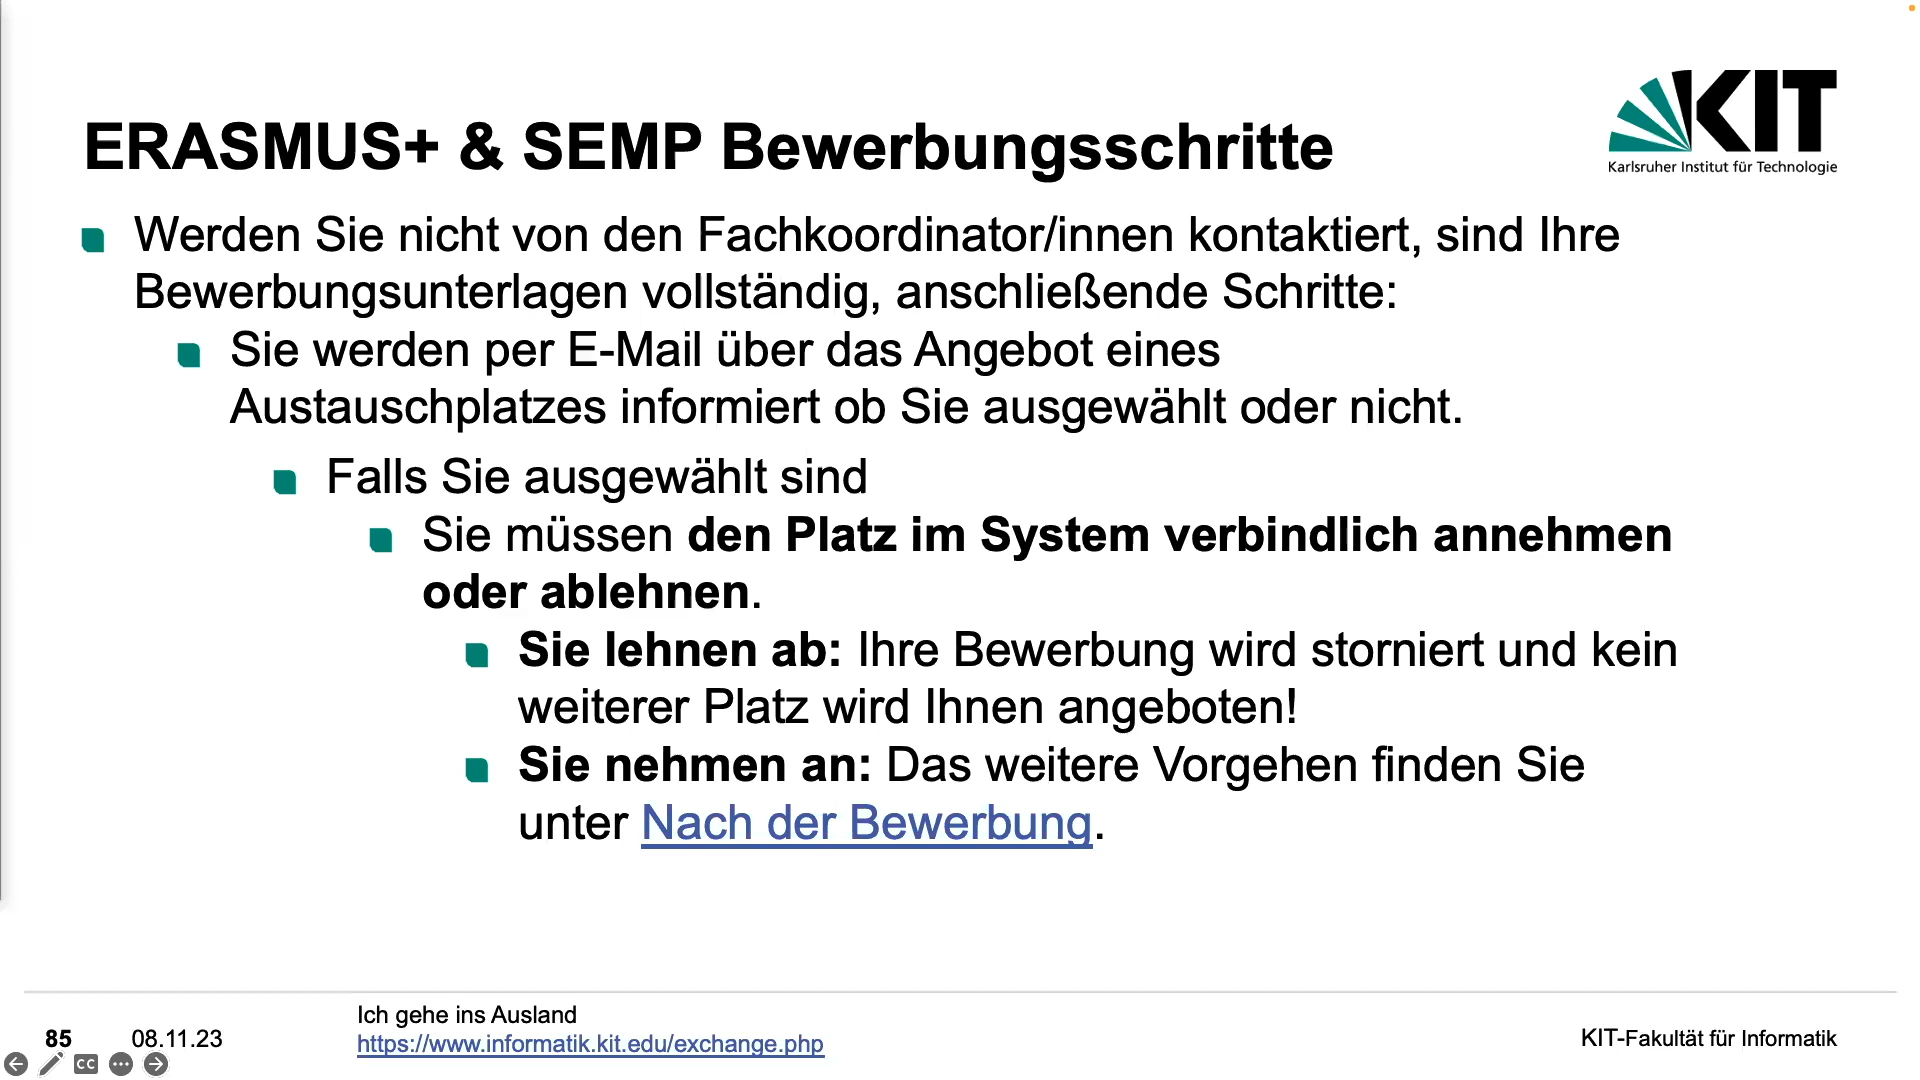 KIT
Karlsruher Institut für Technologie
ERASMUS+ & SEMP Bewerbungsschritte
Werden Sie nicht von den Fachkoordinator/innen kontaktiert, sind Ihre
Bewerbungsunterlagen vollständig, anschließende Schritte:
Sie werden per E-Mail über das Angebot eines
Austauschplatzes informiert ob Sie ausgewählt oder nicht.
Falls Sie ausgewählt sind
Sie müssen den Platz im System verbindlich annehmen
oder ablehnen.
Sie lehnen ab: Ihre Bewerbung wird storniert und kein
weiterer Platz wird Ihnen angeboten!
Sie nehmen an: Das weitere Vorgehen finden Sie
unter Nach der Bewerbung.
85
08.11.23
Ich gehe ins Ausland
https://www.informatik.kit.edu/exchange.php
KIT-Fakultät für Informatik
CC